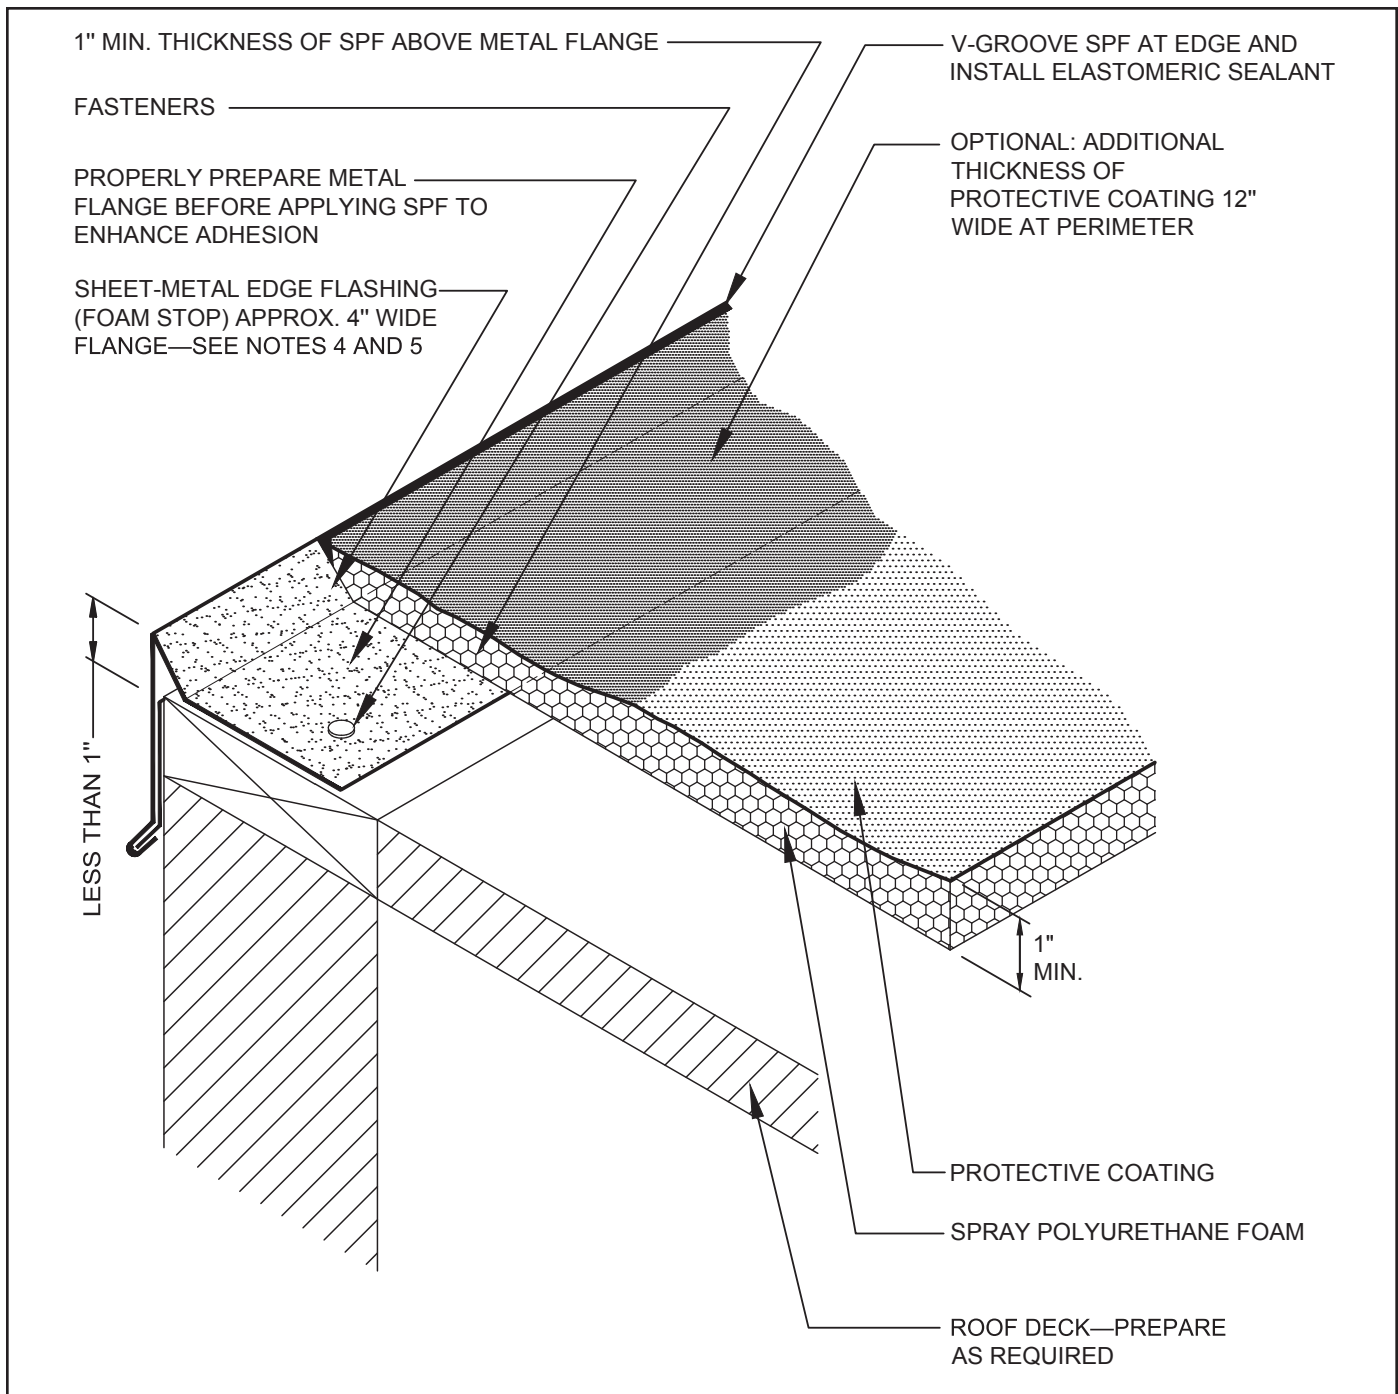 1" MIN. THICKNESS OF SPF ABOVE METAL FLANGE
FASTENERS
PROPERLY PREPARE METAL
FLANGE BEFORE APPLYING SPF TO
ENHANCE ADHESION
SHEET-METAL EDGE FLASHING
(FOAM STOP) APPROX. 4" WIDE
FLANGE—SEE NOTES 4 AND 5
V-GROOVE SPF AT EDGE AND
INSTALL ELASTOMERIC SEALANT
OPTIONAL: ADDITIONAL
THICKNESS OF
PROTECTIVE COATING 12"
WIDE AT PERIMETER
LESS THAN 1"
1"
MIN.
PROTECTIVE COATING
SPRAY POLYURETHANE FOAM
ROOF DECK—PREPARE
AS REQUIRED